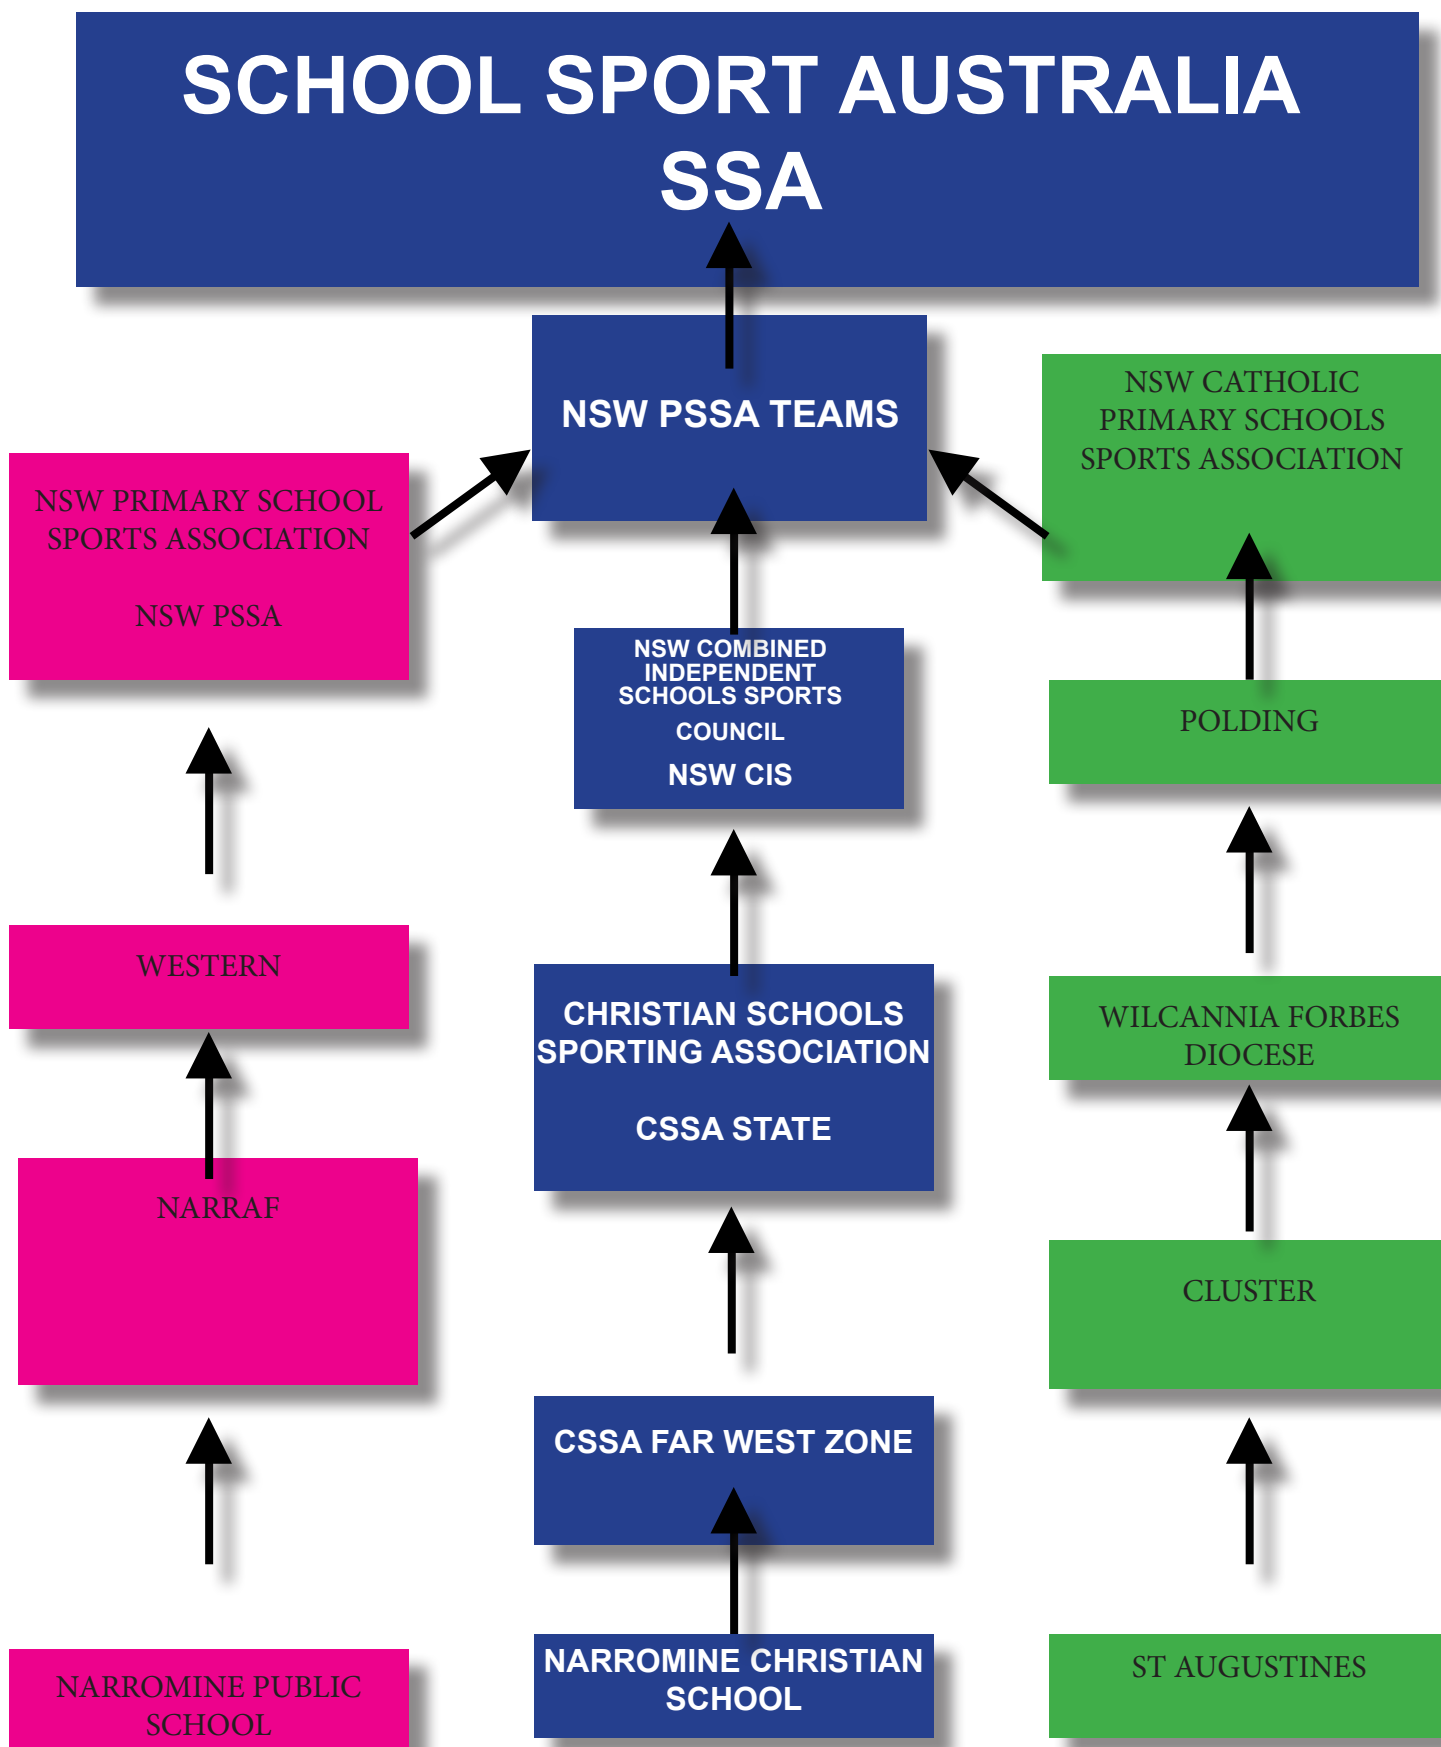 SCHOOL SPORT AUSTRALIA
SSA
NSW PSSA TEAMS
NSW CATHOLIC
PRIMARY SCHOOLS
SPORTS ASSOCIATION
NSW PRIMARY SCHOOL
SPORTS ASSOCIATION
NSW PSSA
NSW COMBINED
INDEPENDENT
SCHOOLS SPORTS
COUNCIL
NSW CIS
POLDING
WESTERN
CHRISTIAN SCHOOLS
SPORTING ASSOCIATION
CSSA STATE
WILCANNIA FORBES
DIOCESE
NARRAF
CLUSTER
CSSA FAR WEST ZONE
NARROMINE PUBLIC
SCHOOL
NARROMINE CHRISTIAN
SCHOOL
ST AUGUSTINES